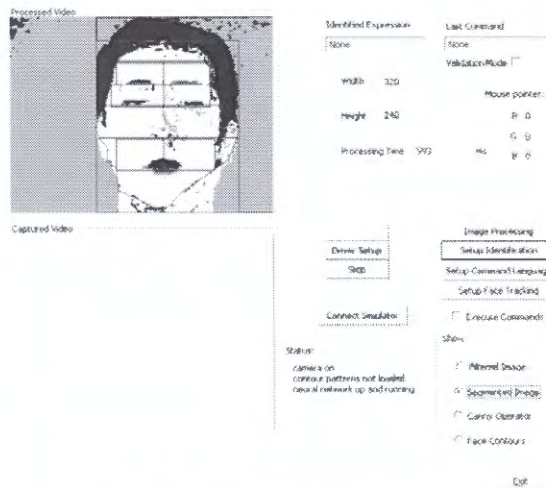 Processed Video
Identified Expression
Last Command
None
None
Validation Mode
Width 320
Mouse pointer:
Height 240
R 0
G 0
Processing Time
Ms
B 0
Captured Video
Image Processing
Driver Setup
Setup Identification
Stop
Setup Command Languag
Setup Face Tracking
Connect Simulator
Execute Commands
Status:
Show
camera on
contour patterns not loaded
neural network up and running
Filtered Image
Segmented Image
Canny Operator
Face Contours
Exit